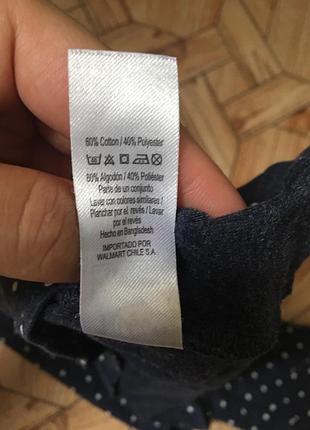 60% Cotton / 40% Polyester
60% Algodón / 40% Poliéster
Parte de un conjunto
Lavar con colores similares /
Planchar por el revés / Lavar
por el revés
Hecho en Bangladesh
IMPORTADO POR
WALMART CHILE S.A.